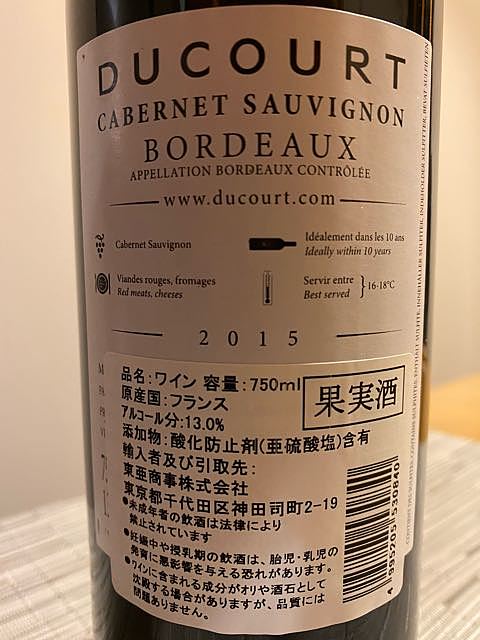 DUCOURT
CABERNET SAUVIGNON
BORDEAUX
APPELLATION BORDEAUX CONTRÔLÉE
www.ducourt.com
Cabernet Sauvignon
Idéalement dans les 10 ans
Ideally within 10 years
Viandes rouges, fromages
Red meats, cheeses
Servir entre
Best served
16-18°C
2015
品名:ワイン 容量:750ml
原産国:フランス
アルコール分:13.0%
果実酒
添加物:酸化防止剤(亜硫酸塩)含有
輸入者及び引取先:
東亜商事株式会社
東京都千代田区神田司町2-19
●未成年者の飲酒は法律により
禁止されています
●妊娠中や授乳期の飲酒は、胎児・乳児の
発育に悪影響を与える恐れがあります。
●ワインに含まれる成分がオリや酒石として
沈殿する場合がありますが、品質には
問題ありません。
4 995205 530840